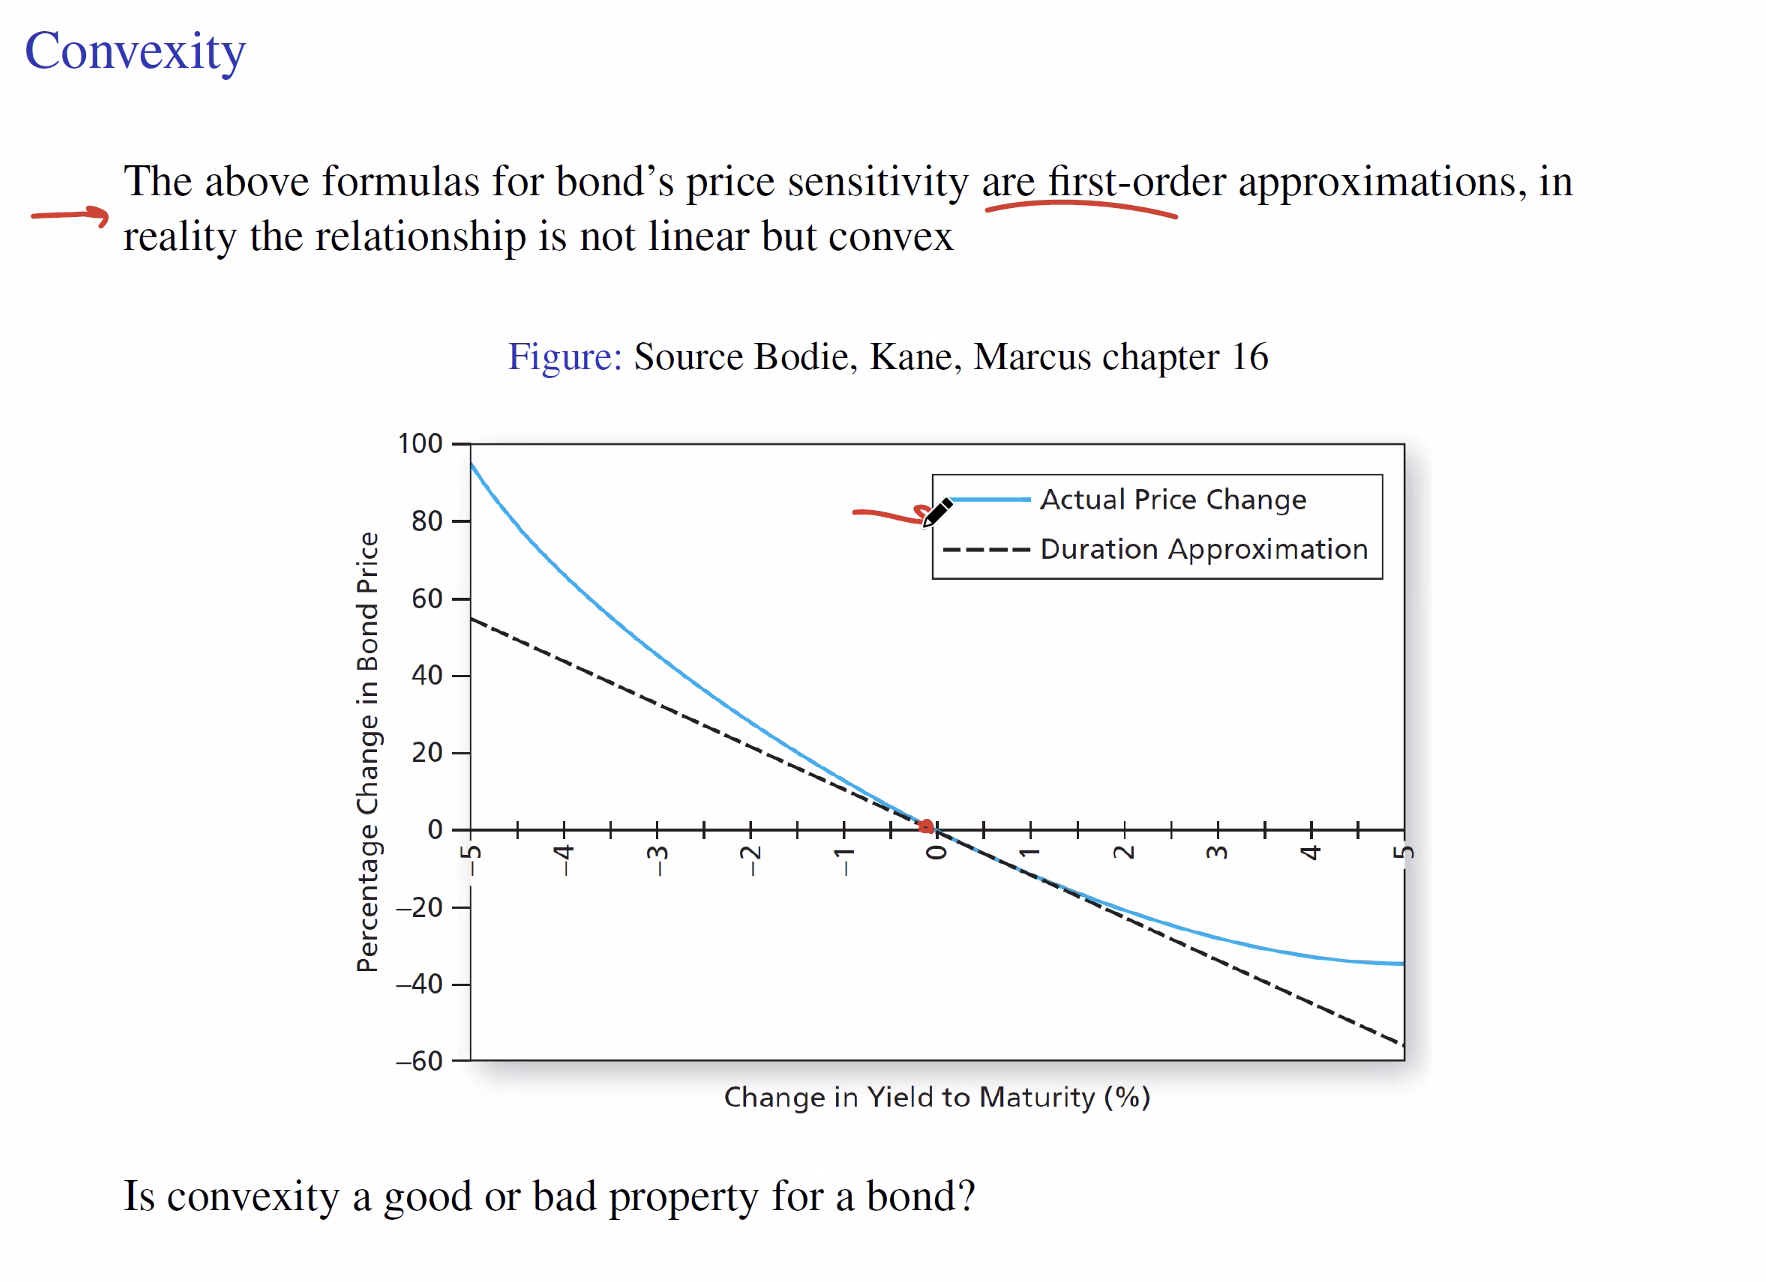 Convexity
The above formulas for bond’s price sensitivity are first-order approximations, in
reality the relationship is not linear but convex
Figure: Source Bodie, Kane, Marcus chapter 16
Actual Price Change
Duration Approximation
Percentage Change in Bond Price
100
80
60
40
20
0
–20
–40
–60
–5 –4 –3 –2 –1 0 1 2 3 4 5
Change in Yield to Maturity (%)
Is convexity a good or bad property for a bond?